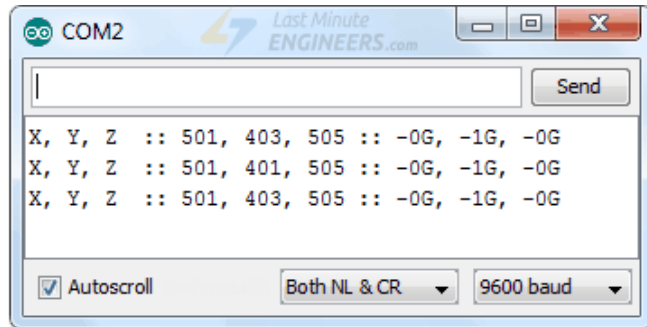 COM2
Last Minute
ENGINEERS.com
Send
X, Y, Z :: 501, 403, 505 :: -0G, -1G, -0G
X, Y, Z :: 501, 401, 505 :: -0G, -1G, -0G
X, Y, Z :: 501, 403, 505 :: -0G, -1G, -0G
Autoscroll
Both NL & CR
9600 baud